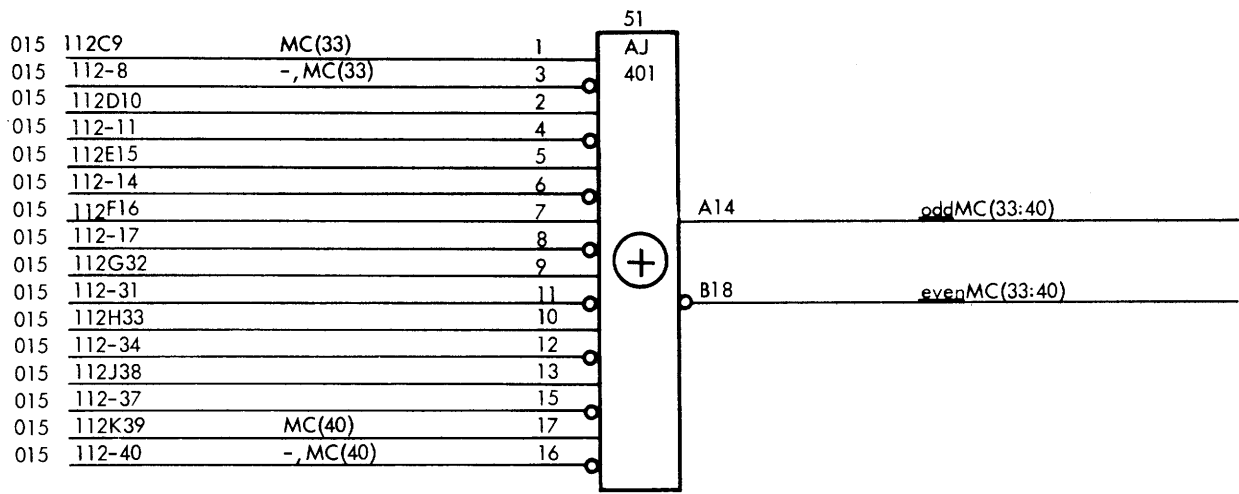 51
015 112C9 MC(33) 1 AJ
015 112-8 -,MC(33) 3 401
015 112D10 2
015 112-11 4
015 112E15 5
015 112-14 6
015 112F16 7 A14 oddMC(33:40)
015 112-17 8
015 112G32 9 +
015 112-31 11 B18 evenMC(33:40)
015 112H33 10
015 112-34 12
015 112J38 13
015 112-37 15
015 112K39 MC(40) 17
015 112-40 -,MC(40) 16